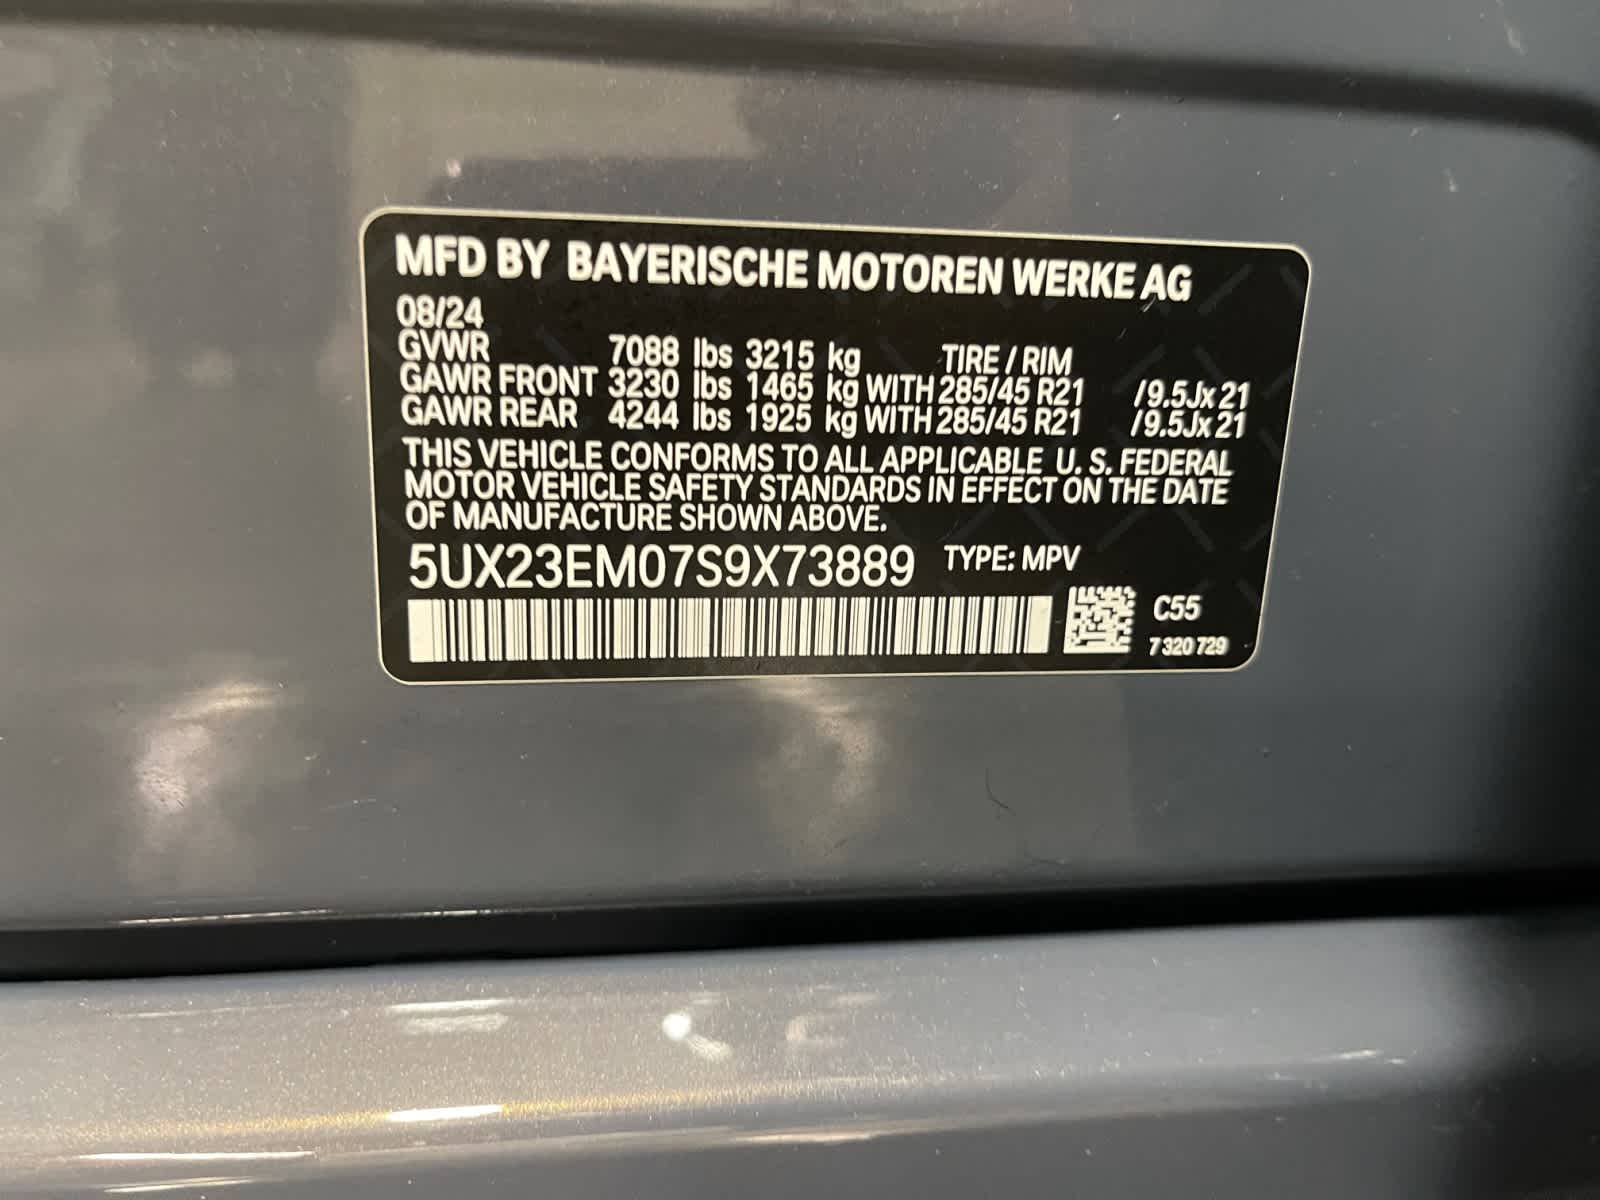 MFD BY BAYERISCHE MOTOREN WERKE AG
08/24
GVWR 7088 lbs 3215 kg TIRE / RIM
GAWR FRONT 3230 lbs 1465 kg WITH 285/45 R21 /9.5Jx21
GAWR REAR 4244 lbs 1925 kg WITH 285/45 R21 /9.5Jx21
THIS VEHICLE CONFORMS TO ALL APPLICABLE U. S. FEDERAL
MOTOR VEHICLE SAFETY STANDARDS IN EFFECT ON THE DATE
OF MANUFACTURE SHOWN ABOVE.
5UX23EM07S9X73889 TYPE: MPV
C55
7 320 729